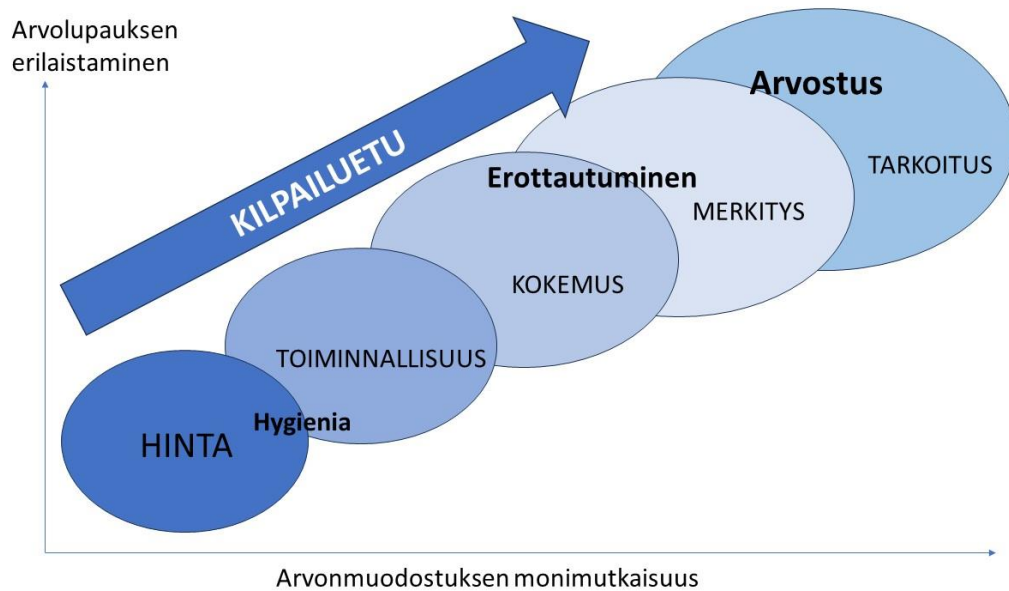 Arvolupauksen
erilaistaminen
KILPAILUETU
Arvostus
TARKOITUS
Erottautuminen
MERKITYS
KOKEMUS
TOIMINNALLISUUS
Hygienia
HINTA
Arvonmuodostuksen monimutkaisuus